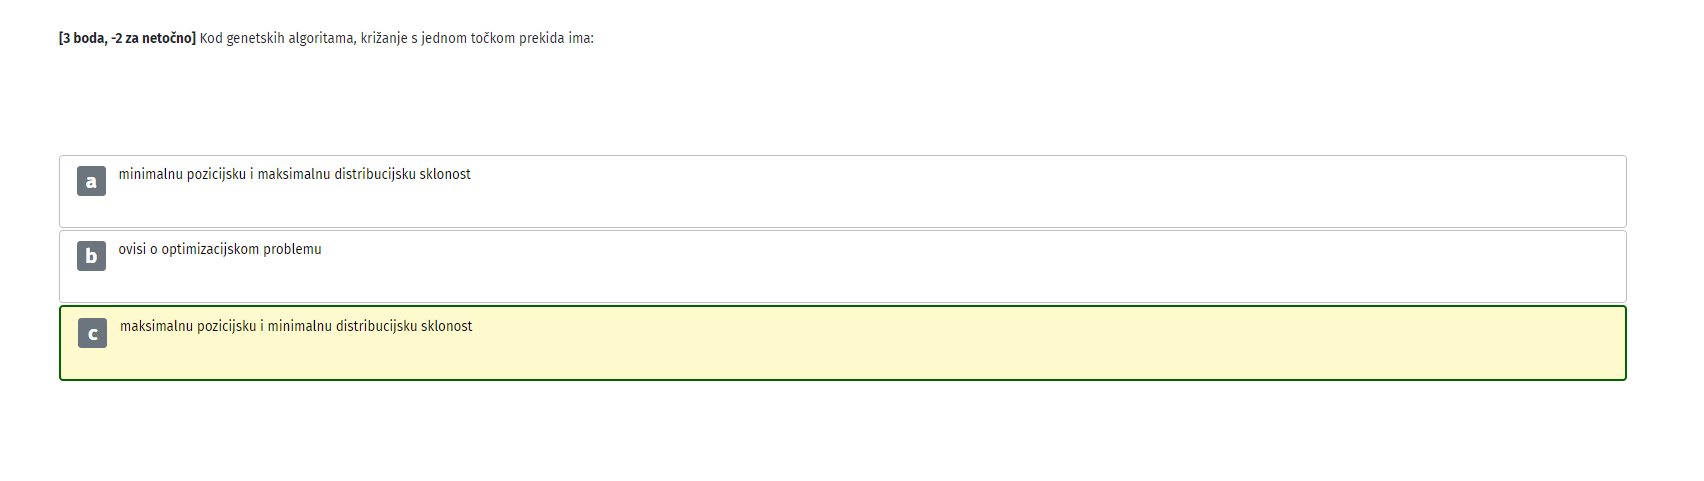 [3 boda, -2 za netočno] Kod genetskih algoritama, križanje s jednom točkom prekida ima:
a minimalnu pozicijsku i maksimalnu distribucijsku sklonost
b ovisi o optimizacijskom problemu
c maksimalnu pozicijsku i minimalnu distribucijsku sklonost